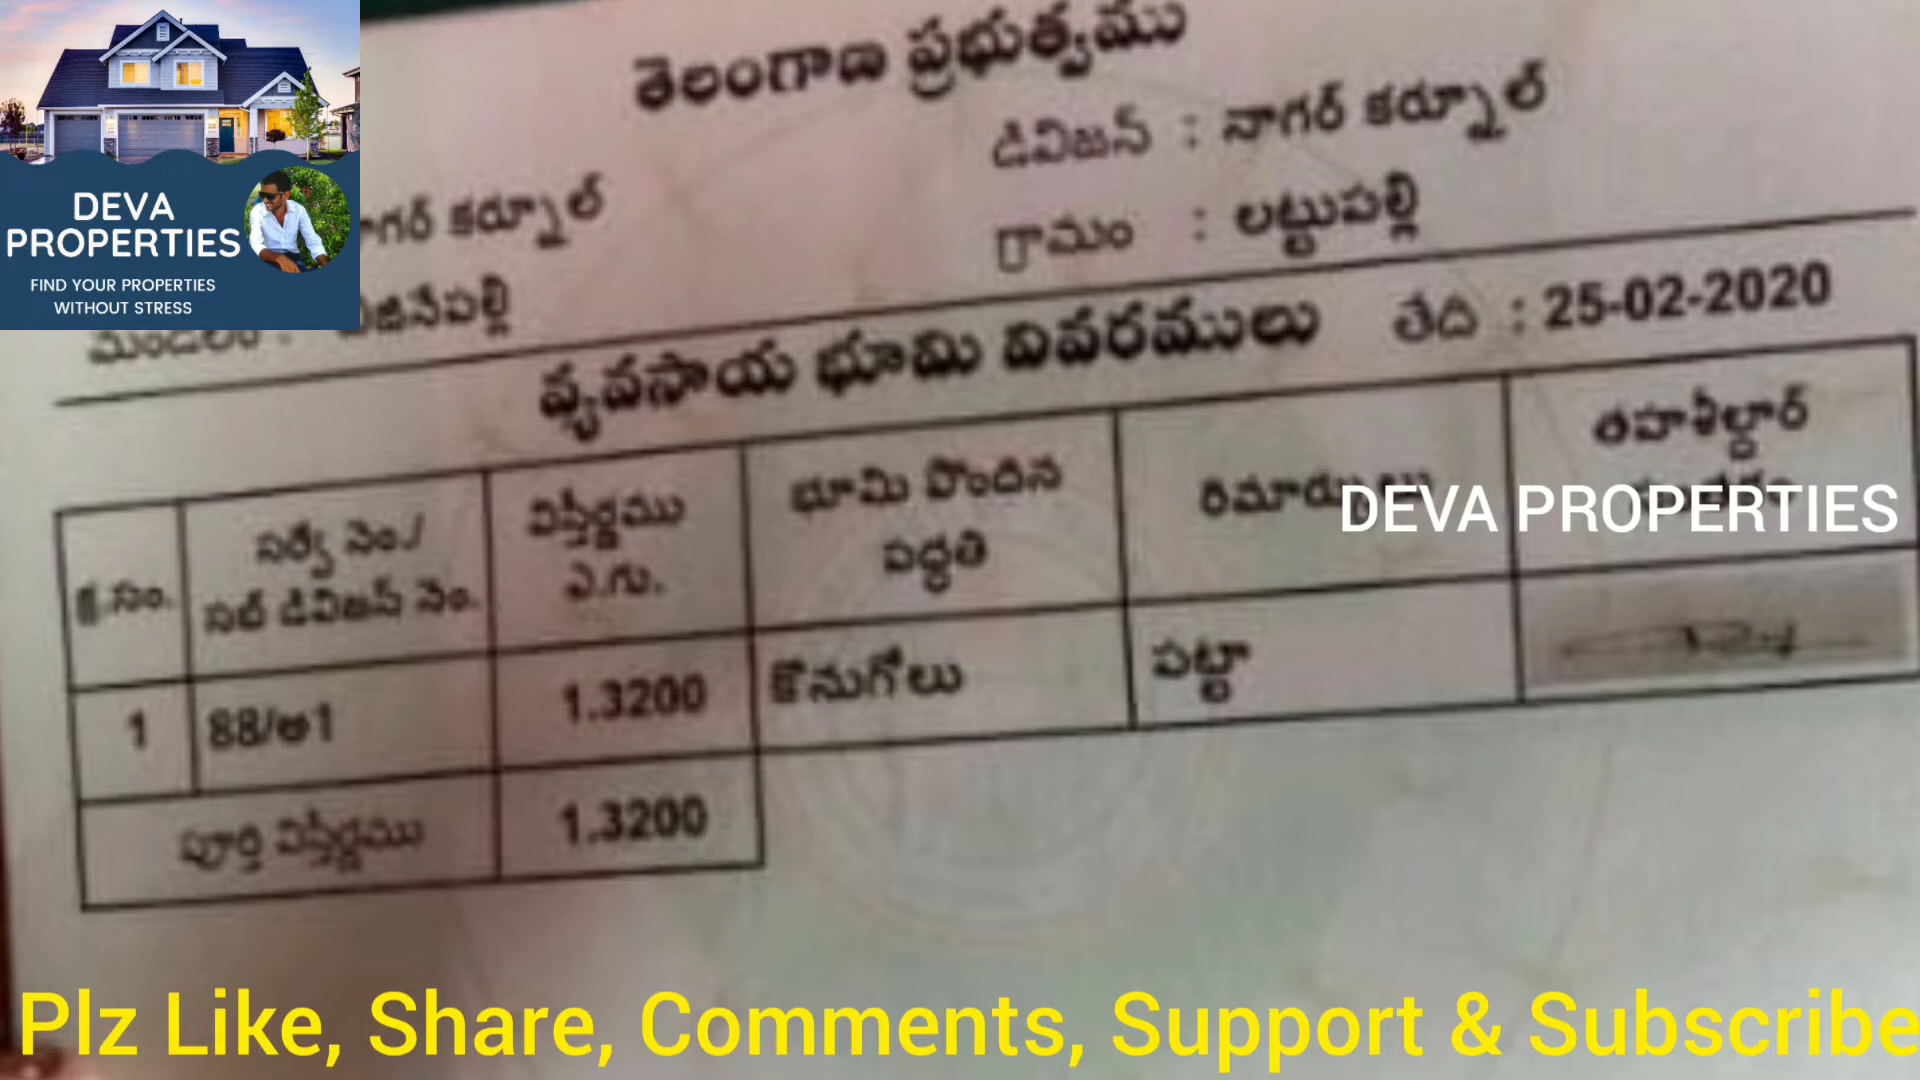 తెలంగాణ ప్రభుత్వము
డివిజన్ : నాగర్ కర్నూల్
నాగర్ కర్నూల్
గ్రామం : లట్టుపల్లి
మండలం : బిజినేపల్లి
వ్యవసాయ భూమి వివరములు తేది : 25-02-2020
క్ర.సం.
సర్వే నెం./
సబ్ డివిజన్ నెం.
విస్తీర్ణము
ఎ.గు.
భూమి పొందిన
పద్ధతి
రిమార్కులు
తహశీల్దార్
1 88/అ1 1.3200 కొనుగోలు పట్టా
పూర్తి విస్తీర్ణము 1.3200
DEVA
PROPERTIES
FIND YOUR PROPERTIES
WITHOUT STRESS
DEVA PROPERTIES
Plz Like, Share, Comments, Support & Subscribe